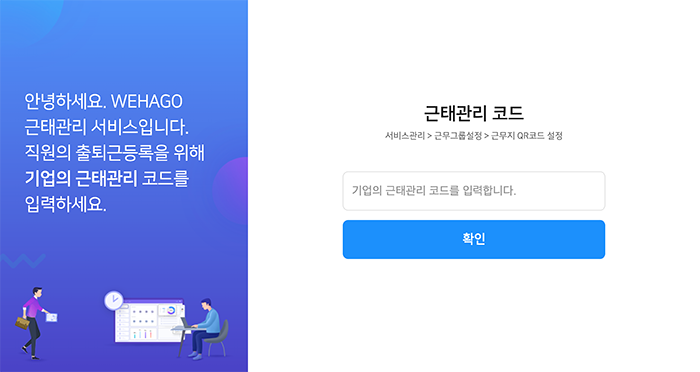 안녕하세요. WEHAGO
근태관리 서비스입니다.
직원의 출퇴근등록을 위해
기업의 근태관리 코드를
입력하세요.
근태관리 코드
서비스관리 > 근무그룹설정 > 근무지 QR코드 설정
기업의 근태관리 코드를 입력합니다.
확인